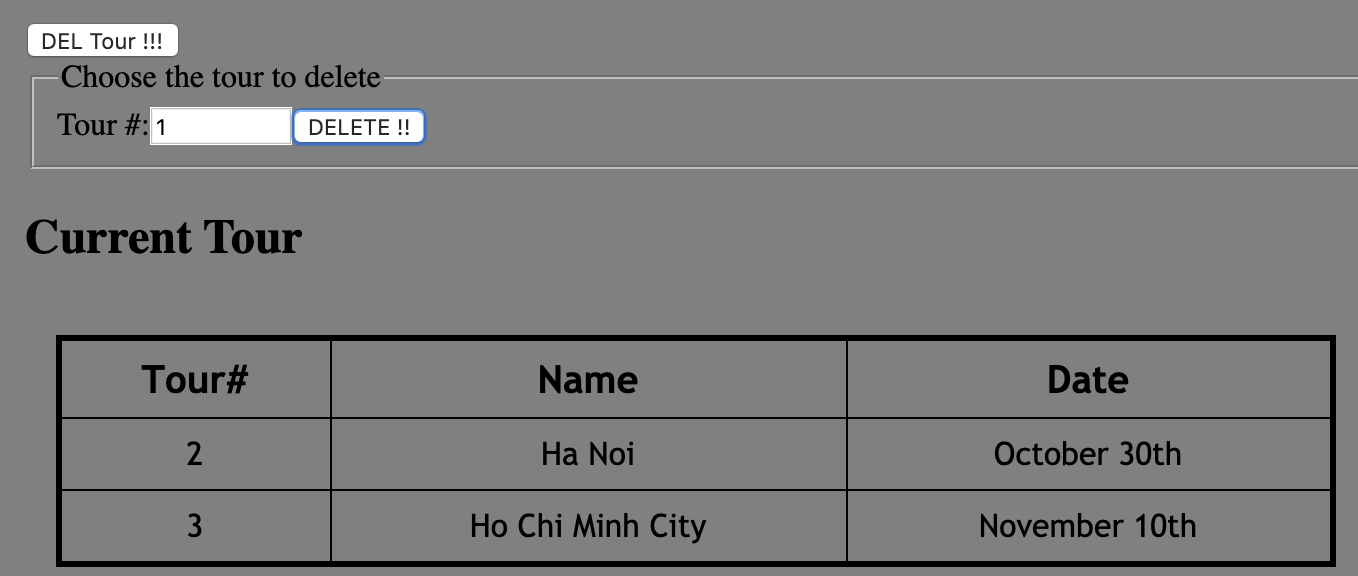 DEL Tour !!!
Choose the tour to delete
Tour #: 1 DELETE !!
Current Tour
Tour# Name Date
2 Ha Noi October 30th
3 Ho Chi Minh City November 10th